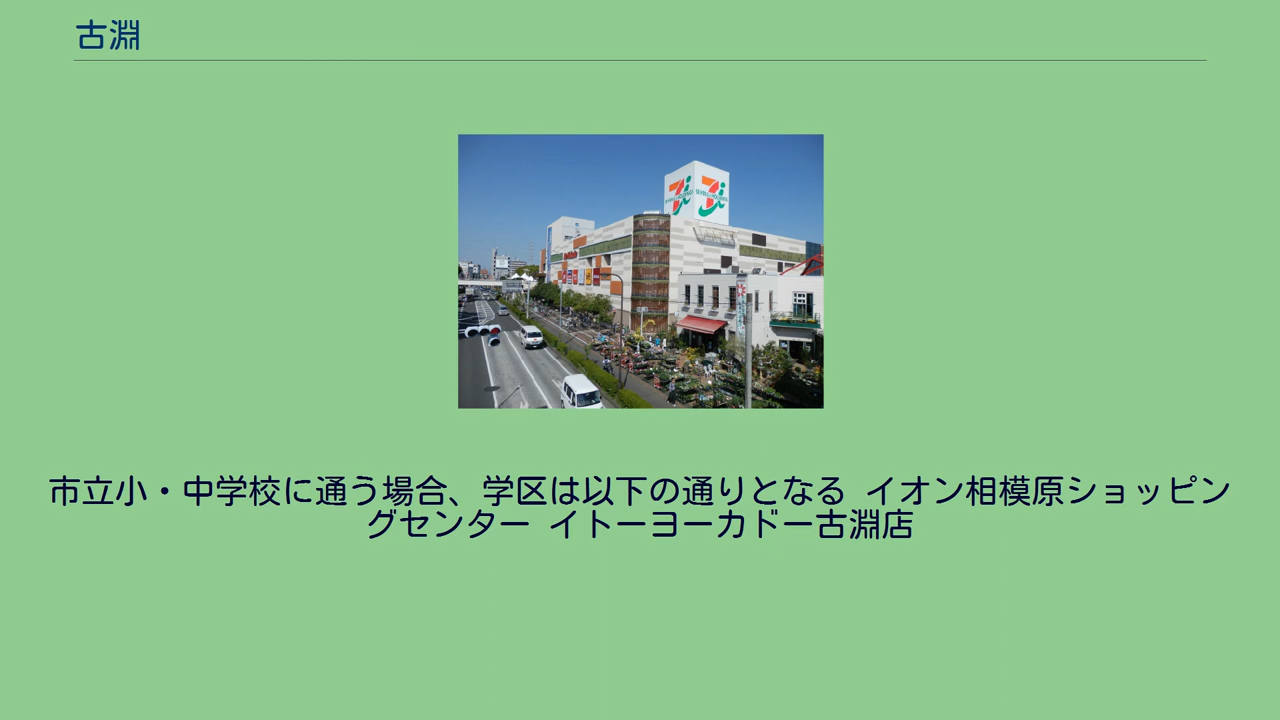 古淵
市立小・中学校に通う場合、学区は以下の通りとなる イオン相模原ショッピン
グセンター イトーヨーカドー古淵店